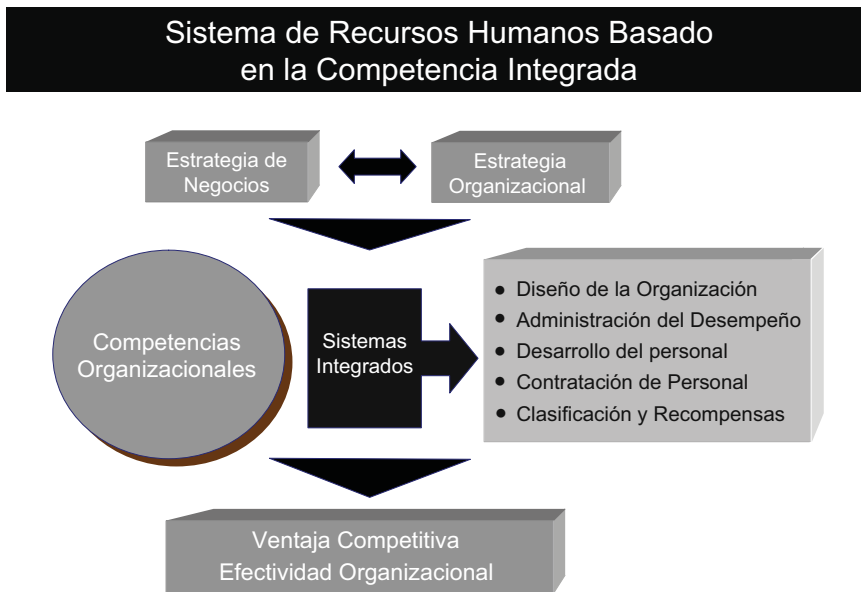 Sistema de Recursos Humanos Basado
en la Competencia Integrada
Estrategia de
Negocios
Estrategia
Organizacional
Competencias
Organizacionales
Sistemas
Integrados
• Diseño de la Organización
• Administración del Desempeño
• Desarrollo del personal
• Contratación de Personal
• Clasificación y Recompensas
Ventaja Competitiva
Efectividad Organizacional